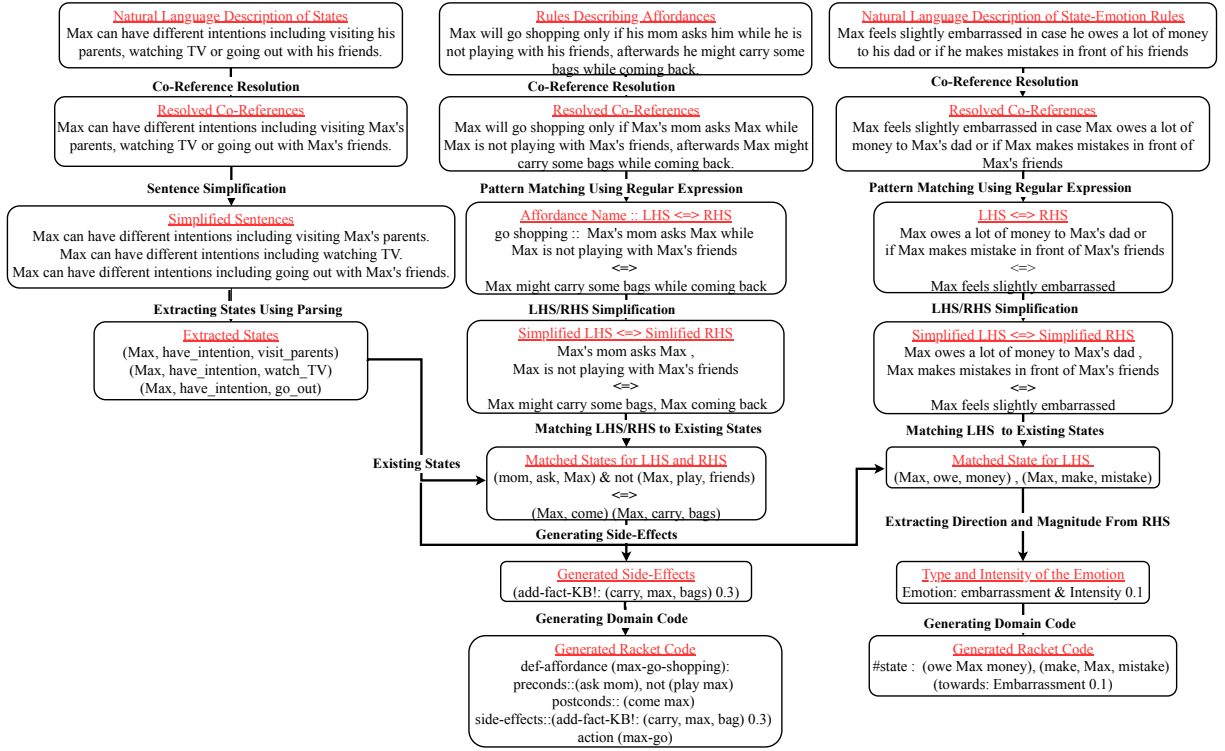 Natural Language Description of States
Max can have different intentions including visiting his
parents, watching TV or going out with his friends.
Co-Reference Resolution
Resolved Co-References
Max can have different intentions including visiting Max's
parents, watching TV or going out with Max's friends.
Sentence Simplification
Simplified Sentences
Max can have different intentions including visiting Max's parents.
Max can have different intentions including watching TV.
Max can have different intentions including going out with Max's friends.
Extracting States Using Parsing
Extracted States
(Max, have_intention, visit_parents)
(Max, have_intention, watch_TV)
(Max, have_intention, go_out)
Existing States
Rules Describing Affordances
Max will go shopping only if his mom asks him while he is
not playing with his friends, afterwards he might carry some
bags while coming back.
Co-Reference Resolution
Resolved Co-References
Max will go shopping only if Max's mom asks Max while
Max is not playing with Max's friends, afterwards Max might
carry some bags while coming back.
Pattern Matching Using Regular Expression
Affordance Name :: LHS <=> RHS
go shopping :: Max's mom asks Max while
Max is not playing with Max's friends
<=>
Max might carry some bags while coming back
LHS/RHS Simplification
Simplified LHS <=> Simlified RHS
Max's mom asks Max ,
Max is not playing with Max's friends
<=>
Max might carry some bags, Max coming back
Matching LHS/RHS to Existing States
Matched States for LHS and RHS
(mom, ask, Max) & not (Max, play, friends)
<=>
(Max, come) (Max, carry, bags)
Generating Side-Effects
Generated Side-Effects
(add-fact-KB!: (carry, max, bags) 0.3)
Generating Domain Code
Generated Racket Code
def-affordance (max-go-shopping):
preconds::(ask mom), not (play max)
postconds:: (come max)
side-effects::(add-fact-KB!: (carry, max, bag) 0.3)
action (max-go)
Natural Language Description of State-Emotion Rules
Max feels slightly embarrassed in case he owes a lot of money
to his dad or if he makes mistakes in front of his friends
Co-Reference Resolution
Resolved Co-References
Max feels slightly embarrassed in case Max owes a lot of
money to Max's dad or if Max makes mistakes in front of
Max's friends
Pattern Matching Using Regular Expression
LHS <=> RHS
Max owes a lot of money to Max's dad or
if Max makes mistake in front of Max's friends
<=>
Max feels slightly embarrassed
LHS/RHS Simplification
Simplified LHS <=> Simplified RHS
Max owes a lot of money to Max's dad ,
Max makes mistakes in front of Max's friends
<=>
Max feels slightly embarrassed
Matching LHS to Existing States
Matched State for LHS
(Max, owe, money) , (Max, make, mistake)
Extracting Direction and Magnitude From RHS
Type and Intensity of the Emotion
Emotion: embarrassment & Intensity 0.1
Generating Domain Code
Generated Racket Code
#state : (owe Max money), (make, Max, mistake)
(towards: Embarrassment 0.1)